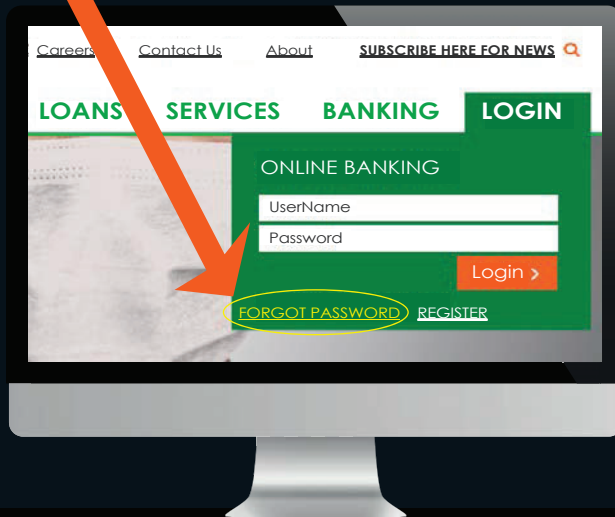 Careers Contact Us About SUBSCRIBE HERE FOR NEWS
LOANS SERVICES BANKING LOGIN
ONLINE BANKING
UserName
Password
Login >
FORGOT PASSWORD REGISTER